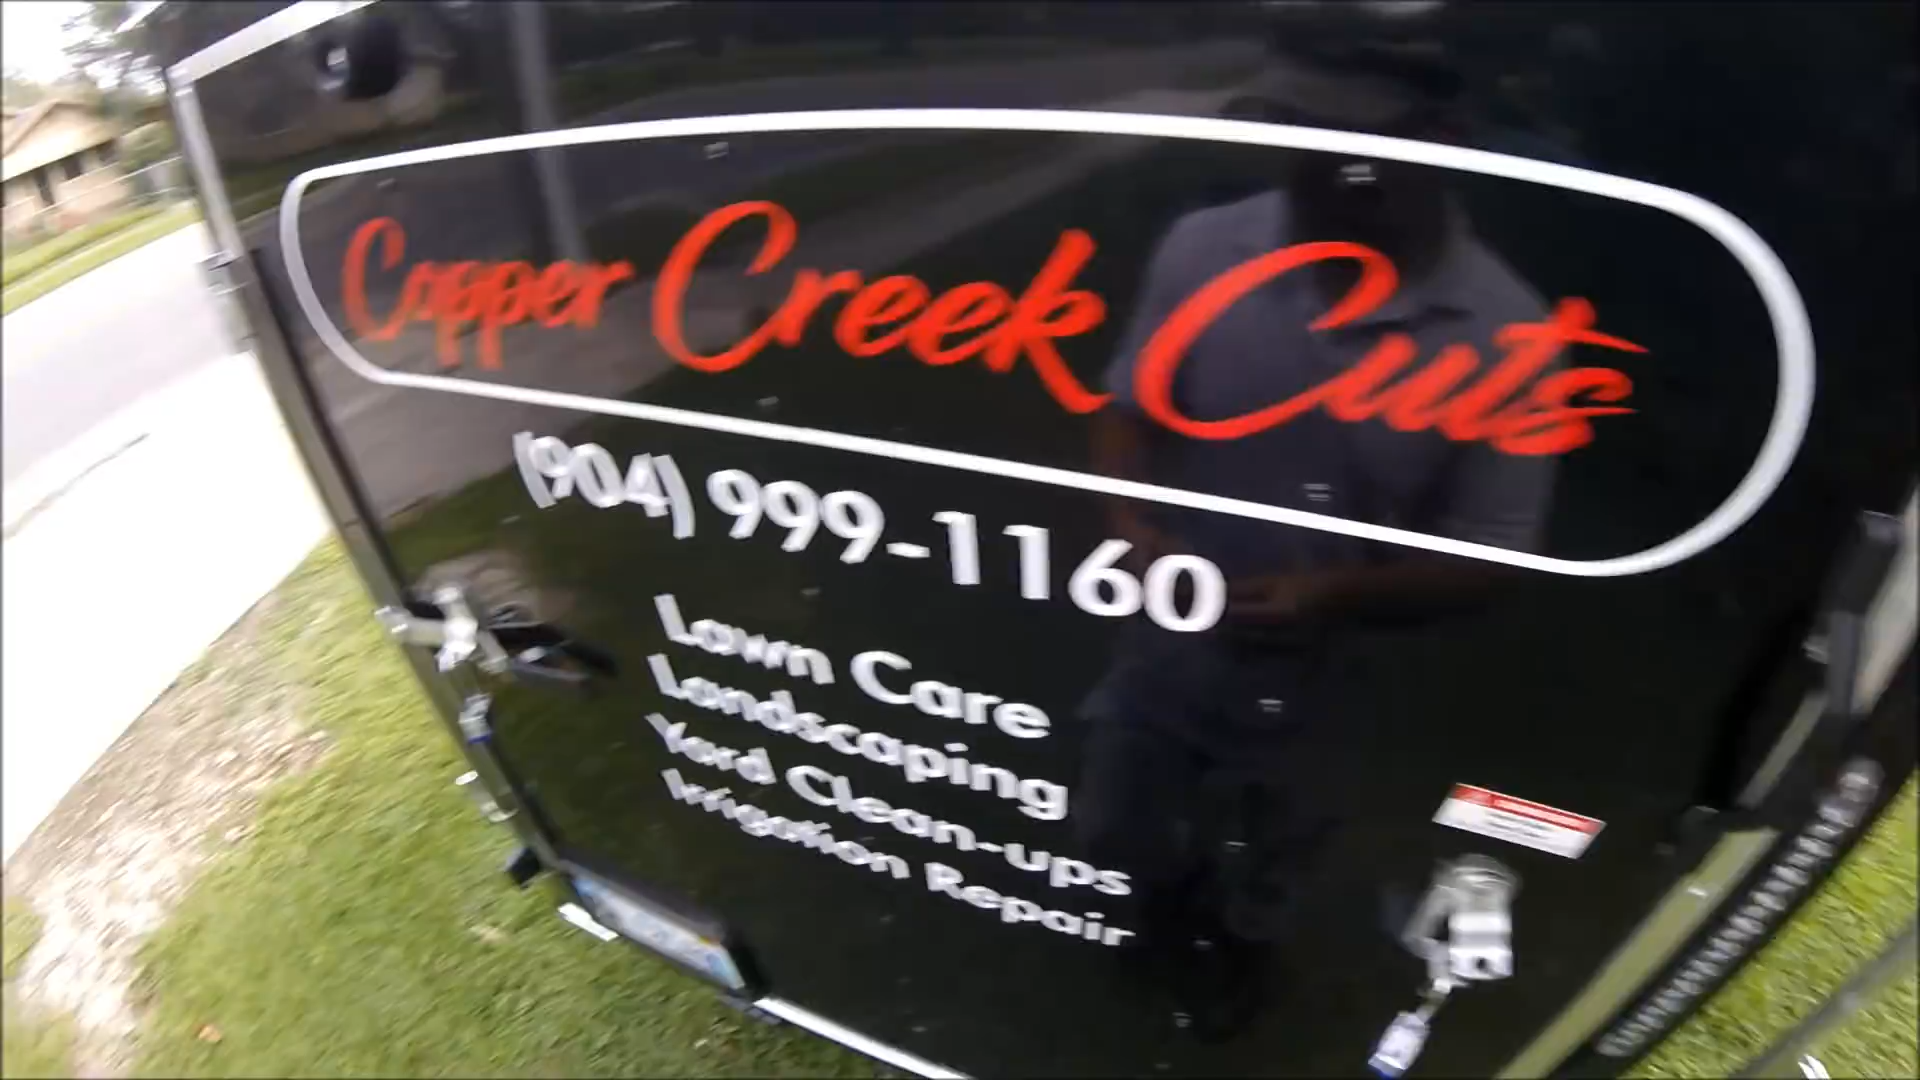 Copper Creek Cuts
(904) 999-1160
Lawn Care
Landscaping
Yard Clean-ups
Irrigation Repair